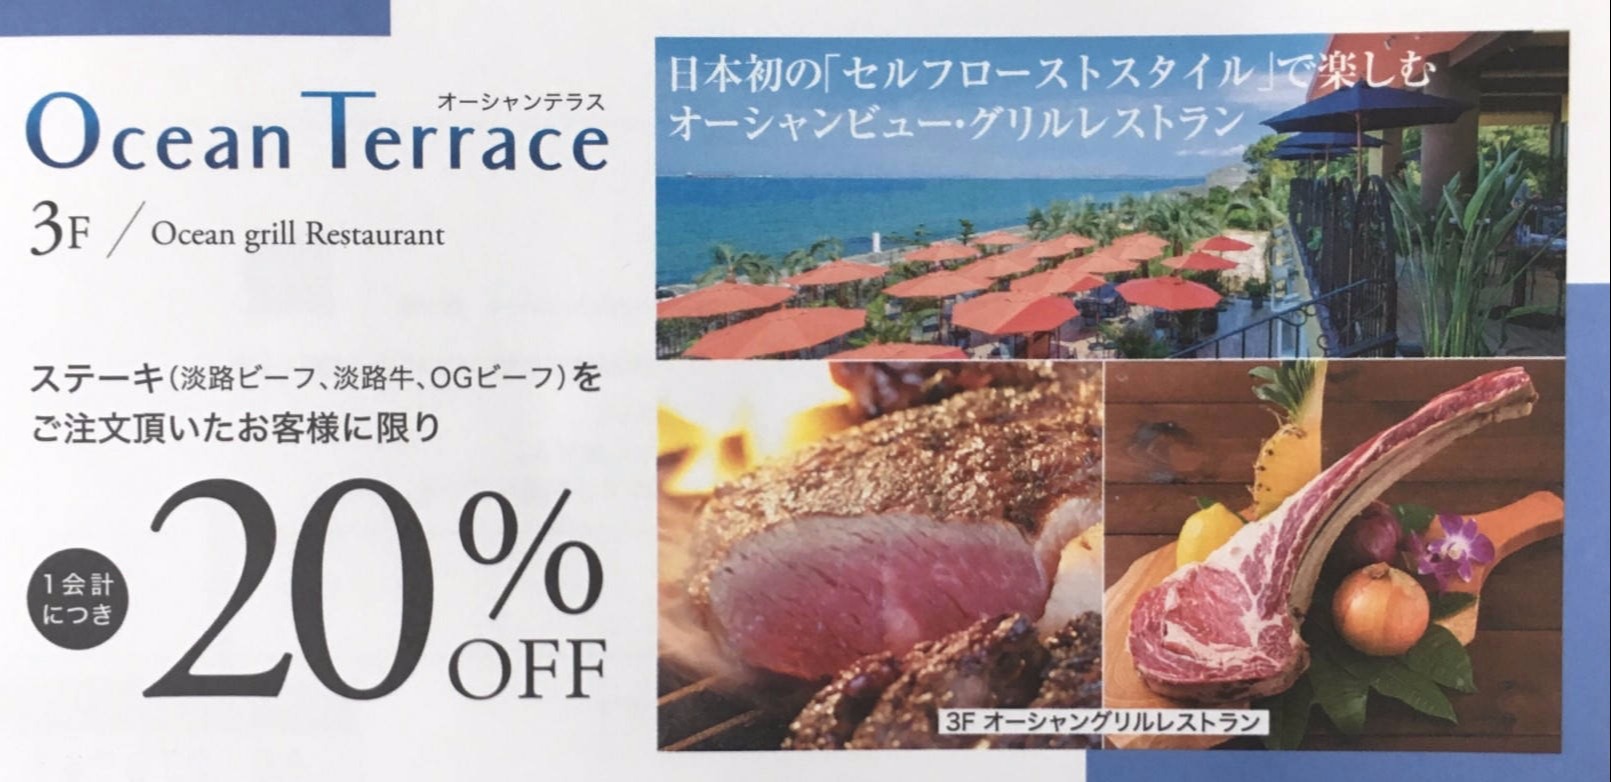 オーシャンテラス
Ocean Terrace
3F / Ocean grill Restaurant
ステーキ(淡路ビーフ、淡路牛、OGビーフ)を
ご注文頂いたお客様に限り
1会計
につき
20%
OFF
日本初の「セルフローストスタイル」で楽しむ
オーシャンビュー・グリルレストラン
3F オーシャングリルレストラン